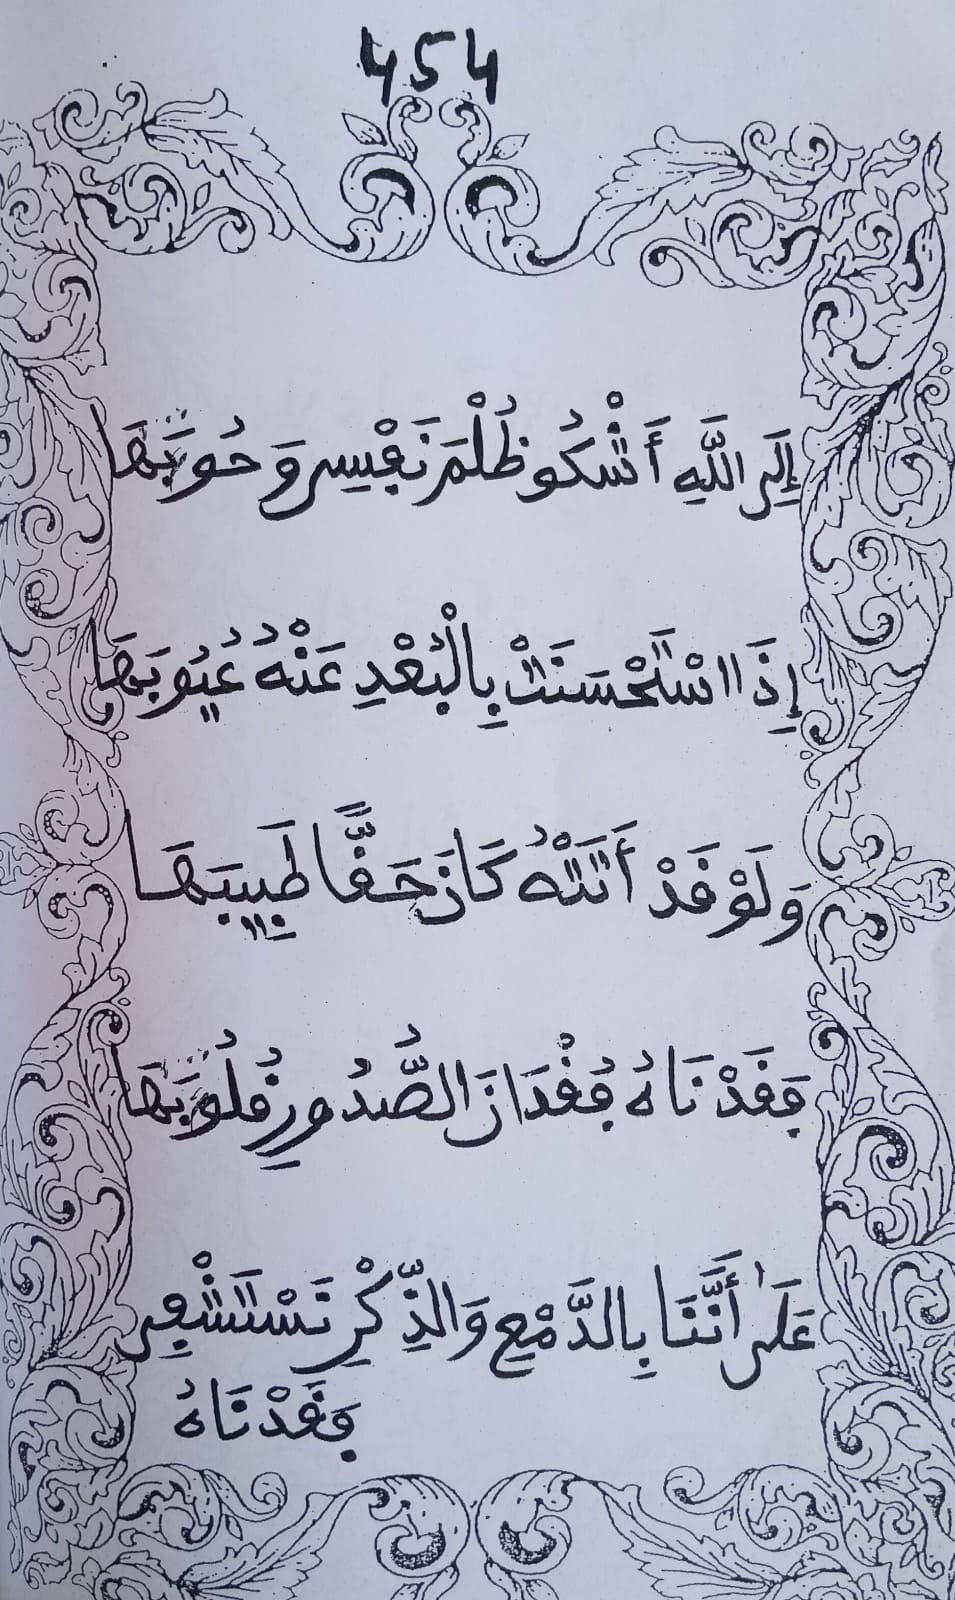 454
إِلَى اللَّهِ أَشْكُو ظُلْمَ نَفْسِي وَحُوبَهَا
إِذَا اسْتَحْسَنَتْ بِالْبُعْدِ عَنْهُ عُيُوبَهَا
وَلَوْ قَدْ أَتَتْهُ كَانَ حَقًّا طَبِيبَهَا
فَقَدْنَاهُ فُقْدَانَ الصُّدُورِ قُلُوبَهَا
عَلَى أَنَّنَا بِالدَّمْعِ وَالذِّكْرِ نَسْتَشْفِي
فَقَدْنَاهُ